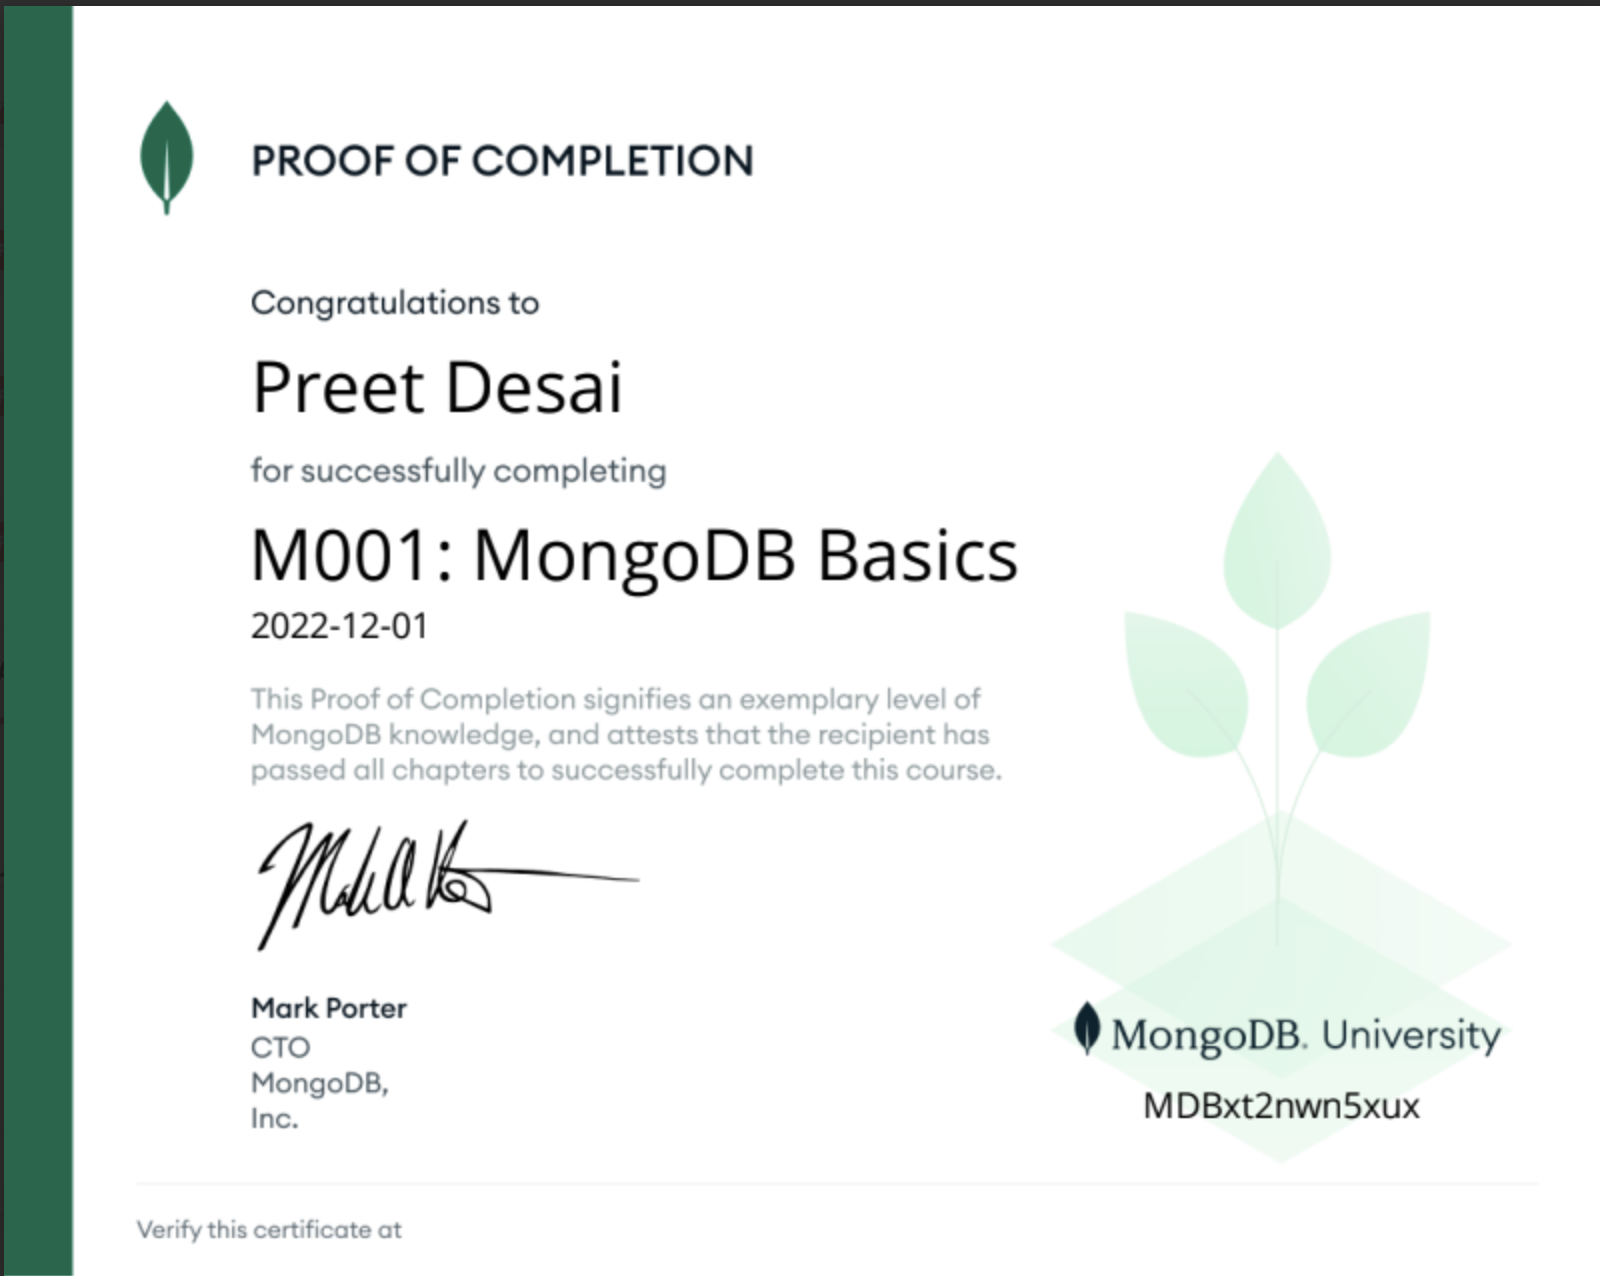 PROOF OF COMPLETION
Congratulations to
Preet Desai
for successfully completing
M001: MongoDB Basics
2022-12-01
This Proof of Completion signifies an exemplary level of
MongoDB knowledge, and attests that the recipient has
passed all chapters to successfully complete this course.
Mark Porter
CTO
MongoDB,
Inc.
MongoDB. University
MDBxt2nwn5xux
Verify this certificate at